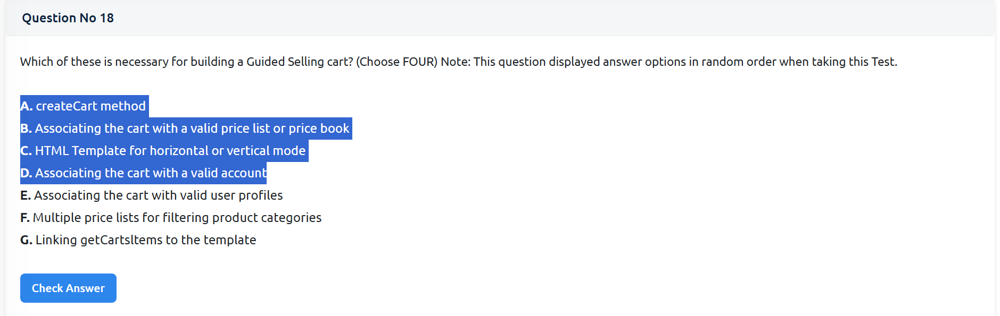 Question No 18
Which of these is necessary for building a Guided Selling cart? (Choose FOUR) Note: This question displayed answer options in random order when taking this Test.
A. createCart method
B. Associating the cart with a valid price list or price book
C. HTML Template for horizontal or vertical mode
D. Associating the cart with a valid account
E. Associating the cart with valid user profiles
F. Multiple price lists for filtering product categories
G. Linking getCartsltems to the template
Check Answer